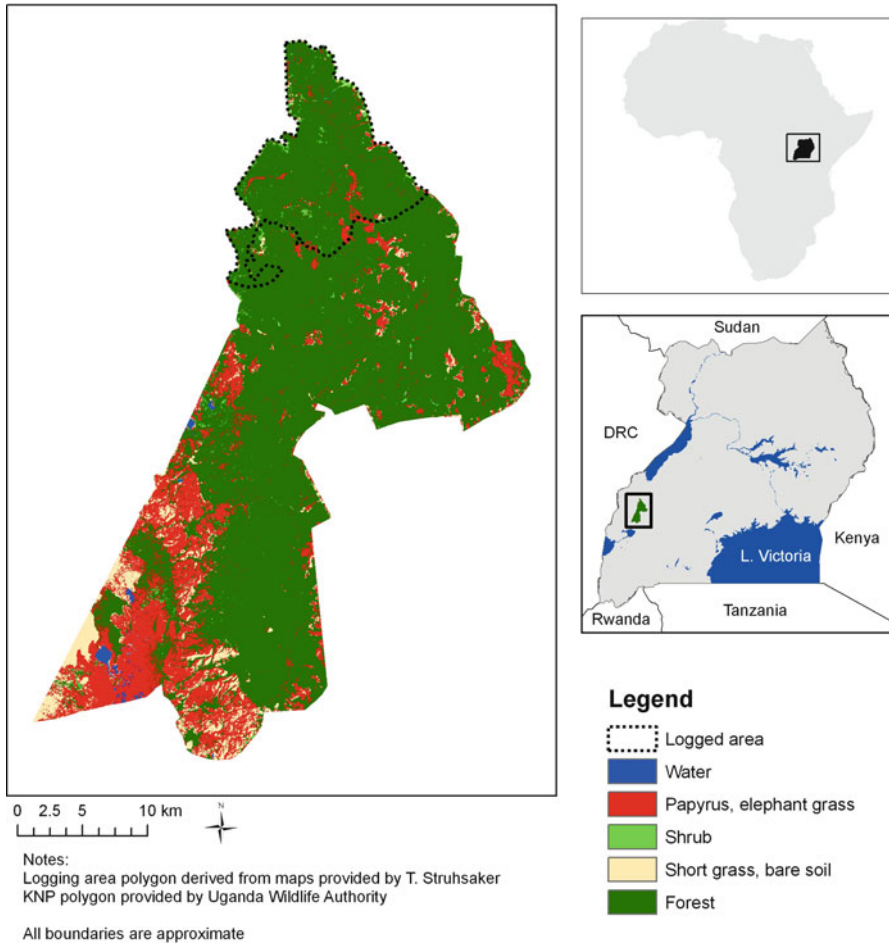 Sudan
DRC
Kenya
L. Victoria
Rwanda
Tanzania
Legend
Logged area
Water
Papyrus, elephant grass
Shrub
Short grass, bare soil
Forest
0 2.5 5 10 km
N
Notes:
Logging area polygon derived from maps provided by T. Struhsaker
KNP polygon provided by Uganda Wildlife Authority
All boundaries are approximate